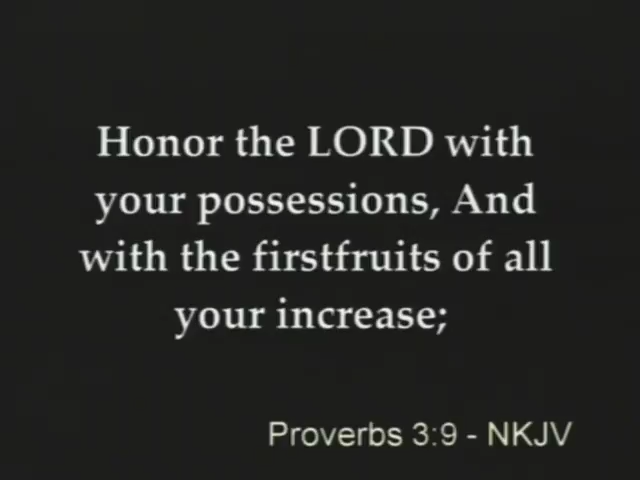 Honor the LORD with
your possessions, And
with the firstfruits of all
your increase;
Proverbs 3:9 - NKJV